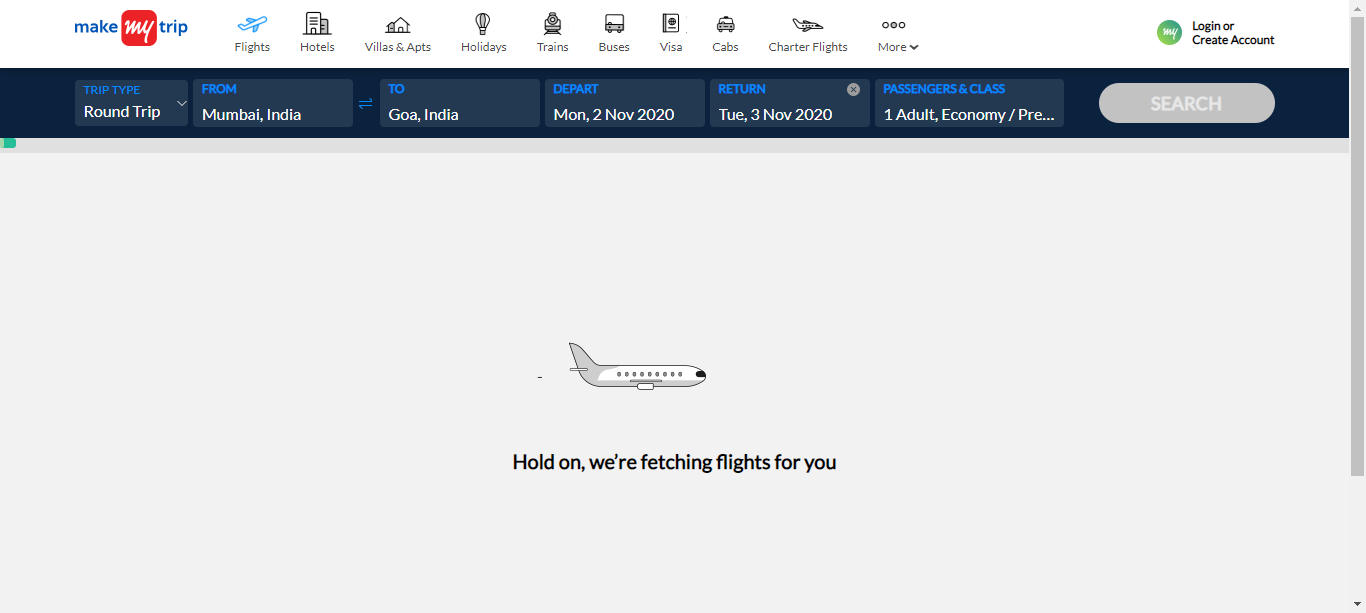 make my trip
Flights
Hotels
Villas & Apts
Holidays
Trains
Buses
Visa
Cabs
Charter Flights
More
Login or
Create Account
my
TRIP TYPE
Round Trip
FROM
Mumbai, India
TO
Goa, India
DEPART
Mon, 2 Nov 2020
RETURN
Tue, 3 Nov 2020
PASSENGERS & CLASS
1 Adult, Economy / Pre...
SEARCH
Hold on, we’re fetching flights for you